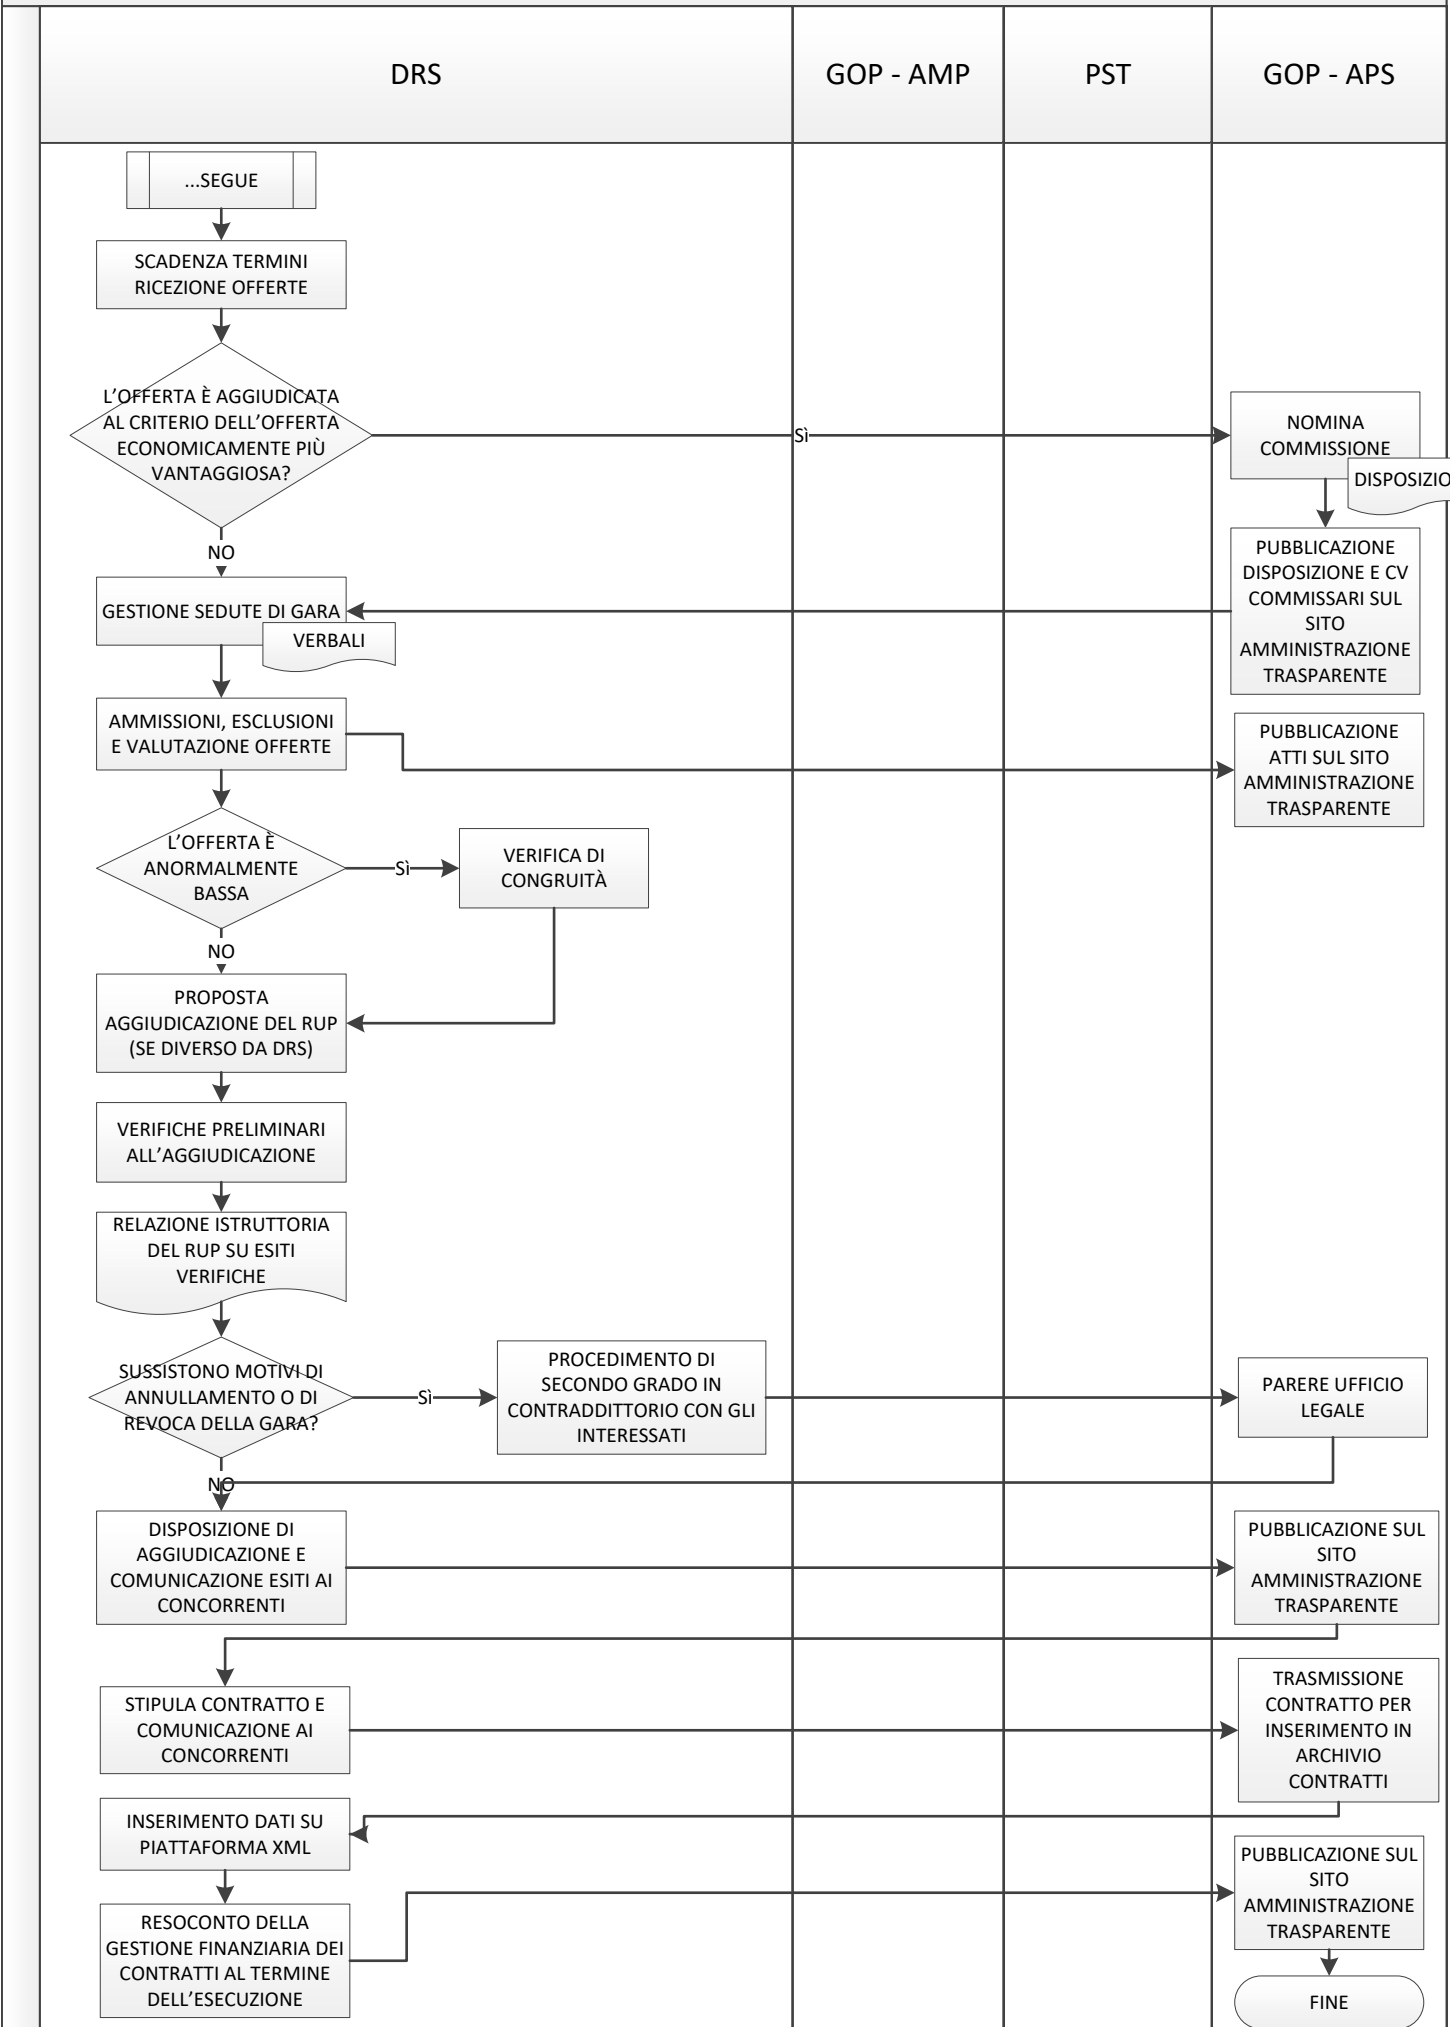 DRS
GOP - AMP
PST
GOP - APS
...SEGUE
SCADENZA TERMINI
RICEZIONE OFFERTE
L’OFFERTA È AGGIUDICATA
AL CRITERIO DELL’OFFERTA
ECONOMICAMENTE PIÙ
VANTAGGIOSA?
Sì
NOMINA
COMMISSIONE
DISPOSIZIO
NO
PUBBLICAZIONE
DISPOSIZIONE E CV
COMMISSARI SUL
SITO
AMMINISTRAZIONE
TRASPARENTE
GESTIONE SEDUTE DI GARA
VERBALI
AMMISSIONI, ESCLUSIONI
E VALUTAZIONE OFFERTE
PUBBLICAZIONE
ATTI SUL SITO
AMMINISTRAZIONE
TRASPARENTE
L’OFFERTA È
ANORMALMENTE
BASSA
Sì
VERIFICA DI
CONGRUITÀ
NO
PROPOSTA
AGGIUDICAZIONE DEL RUP
(SE DIVERSO DA DRS)
VERIFICHE PRELIMINARI
ALL’AGGIUDICAZIONE
RELAZIONE ISTRUTTORIA
DEL RUP SU ESITI
VERIFICHE
SUSSISTONO MOTIVI DI
ANNULLAMENTO O DI
REVOCA DELLA GARA?
Sì
PROCEDIMENTO DI
SECONDO GRADO IN
CONTRADDITTORIO CON GLI
INTERESSATI
PARERE UFFICIO
LEGALE
NO
DISPOSIZIONE DI
AGGIUDICAZIONE E
COMUNICAZIONE ESITI AI
CONCORRENTI
PUBBLICAZIONE SUL
SITO
AMMINISTRAZIONE
TRASPARENTE
STIPULA CONTRATTO E
COMUNICAZIONE AI
CONCORRENTI
TRASMISSIONE
CONTRATTO PER
INSERIMENTO IN
ARCHIVIO
CONTRATTI
INSERIMENTO DATI SU
PIATTAFORMA XML
PUBBLICAZIONE SUL
SITO
AMMINISTRAZIONE
TRASPARENTE
RESOCONTO DELLA
GESTIONE FINANZIARIA DEI
CONTRATTI AL TERMINE
DELL’ESECUZIONE
FINE